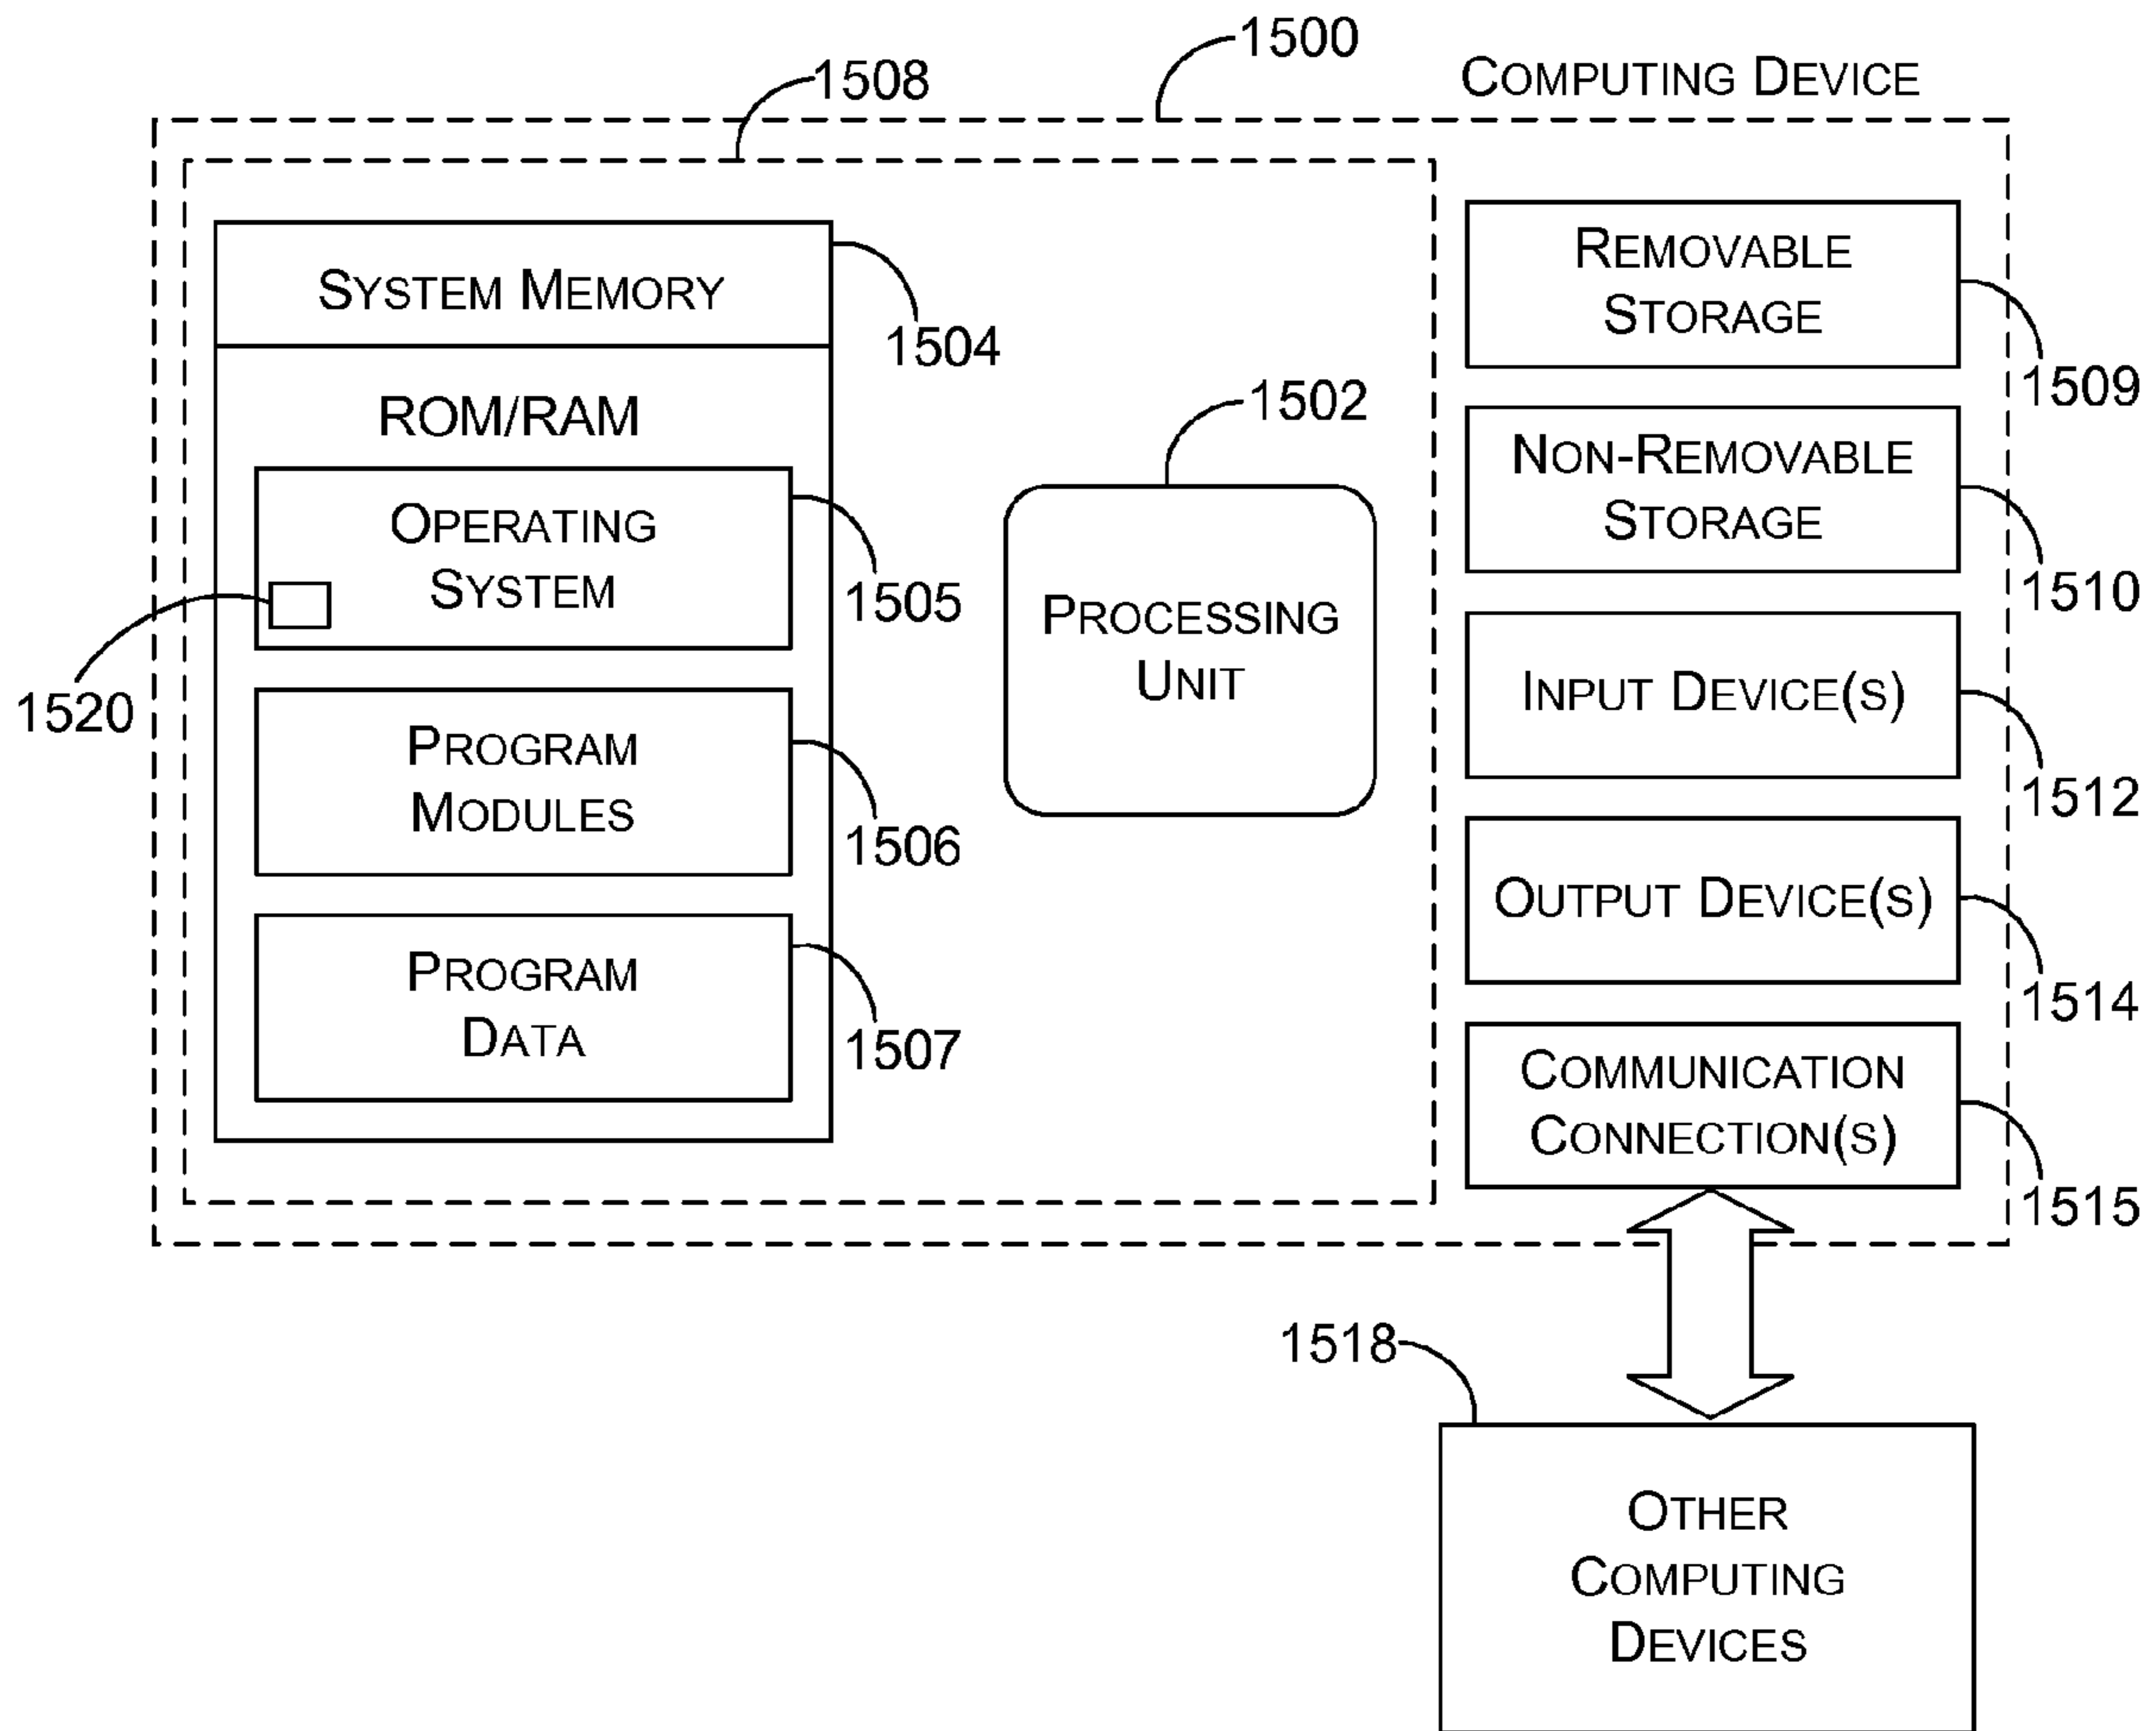 1500
COMPUTING DEVICE
1508
SYSTEM MEMORY
1504
ROM/RAM
OPERATING
SYSTEM
1505
1520
PROGRAM
MODULES
1506
PROGRAM
DATA
1507
1502
PROCESSING
UNIT
REMOVABLE
STORAGE
1509
NON-REMOVABLE
STORAGE
1510
INPUT DEVICE(S)
1512
OUTPUT DEVICE(S)
1514
COMMUNICATION
CONNECTION(S)
1515
1518
OTHER
COMPUTING
DEVICES